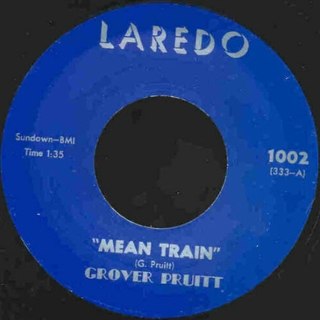 LAREDO
Sundown–BMI
Time 1:35
1002
(333–A)
"MEAN TRAIN"
(G. Pruitt)
GROVER PRUITT